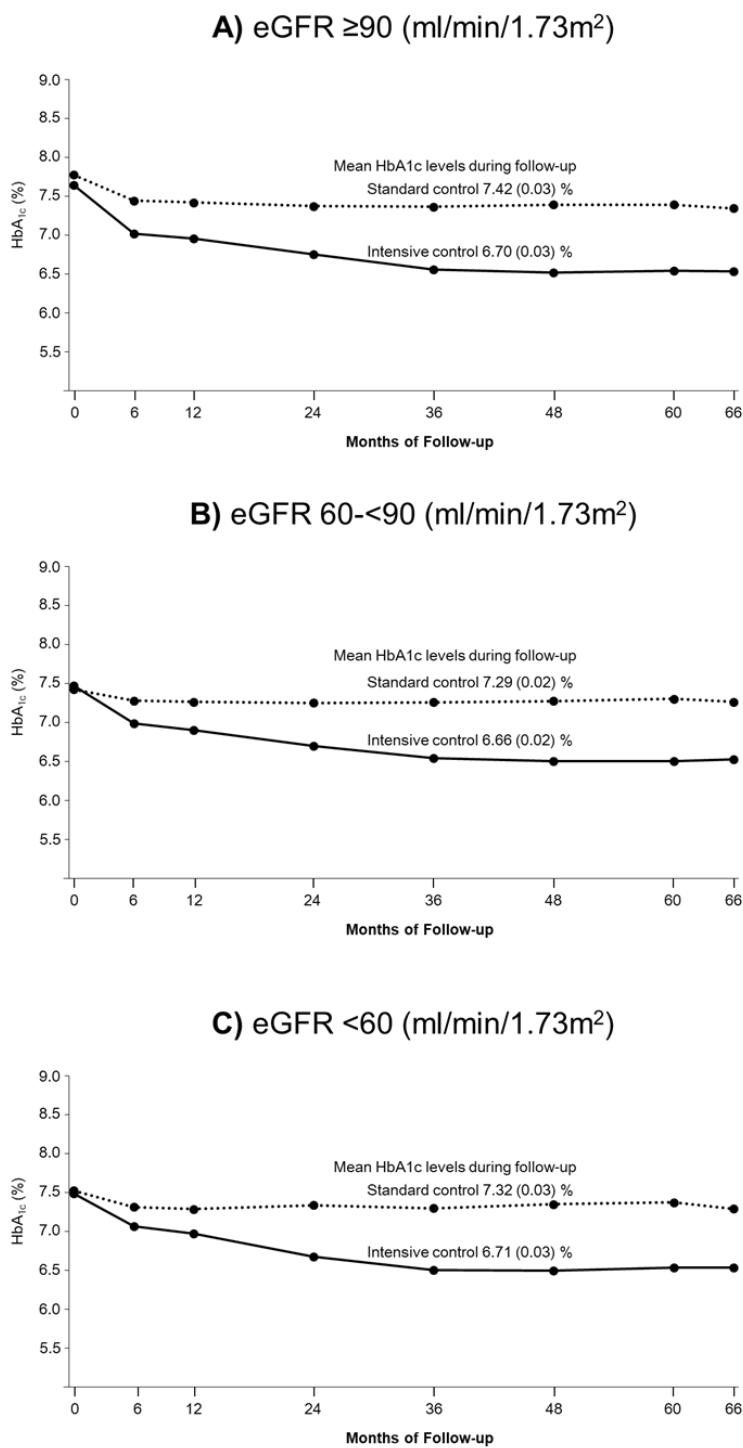 A) eGFR ≥90 (ml/min/1.73m²)
9.0
8.5
8.0
7.5
7.0
6.5
6.0
5.5
HbA₁c (%)
Mean HbA1c levels during follow-up
Standard control 7.42 (0.03) %
Intensive control 6.70 (0.03) %
0 6 12 24 36 48 60 66
Months of Follow-up
B) eGFR 60-<90 (ml/min/1.73m²)
9.0
8.5
8.0
7.5
7.0
6.5
6.0
5.5
HbA₁c (%)
Mean HbA1c levels during follow-up
Standard control 7.29 (0.02) %
Intensive control 6.66 (0.02) %
0 6 12 24 36 48 60 66
Months of Follow-up
C) eGFR <60 (ml/min/1.73m²)
9.0
8.5
8.0
7.5
7.0
6.5
6.0
5.5
HbA₁c (%)
Mean HbA1c levels during follow-up
Standard control 7.32 (0.03) %
Intensive control 6.71 (0.03) %
0 6 12 24 36 48 60 66
Months of Follow-up